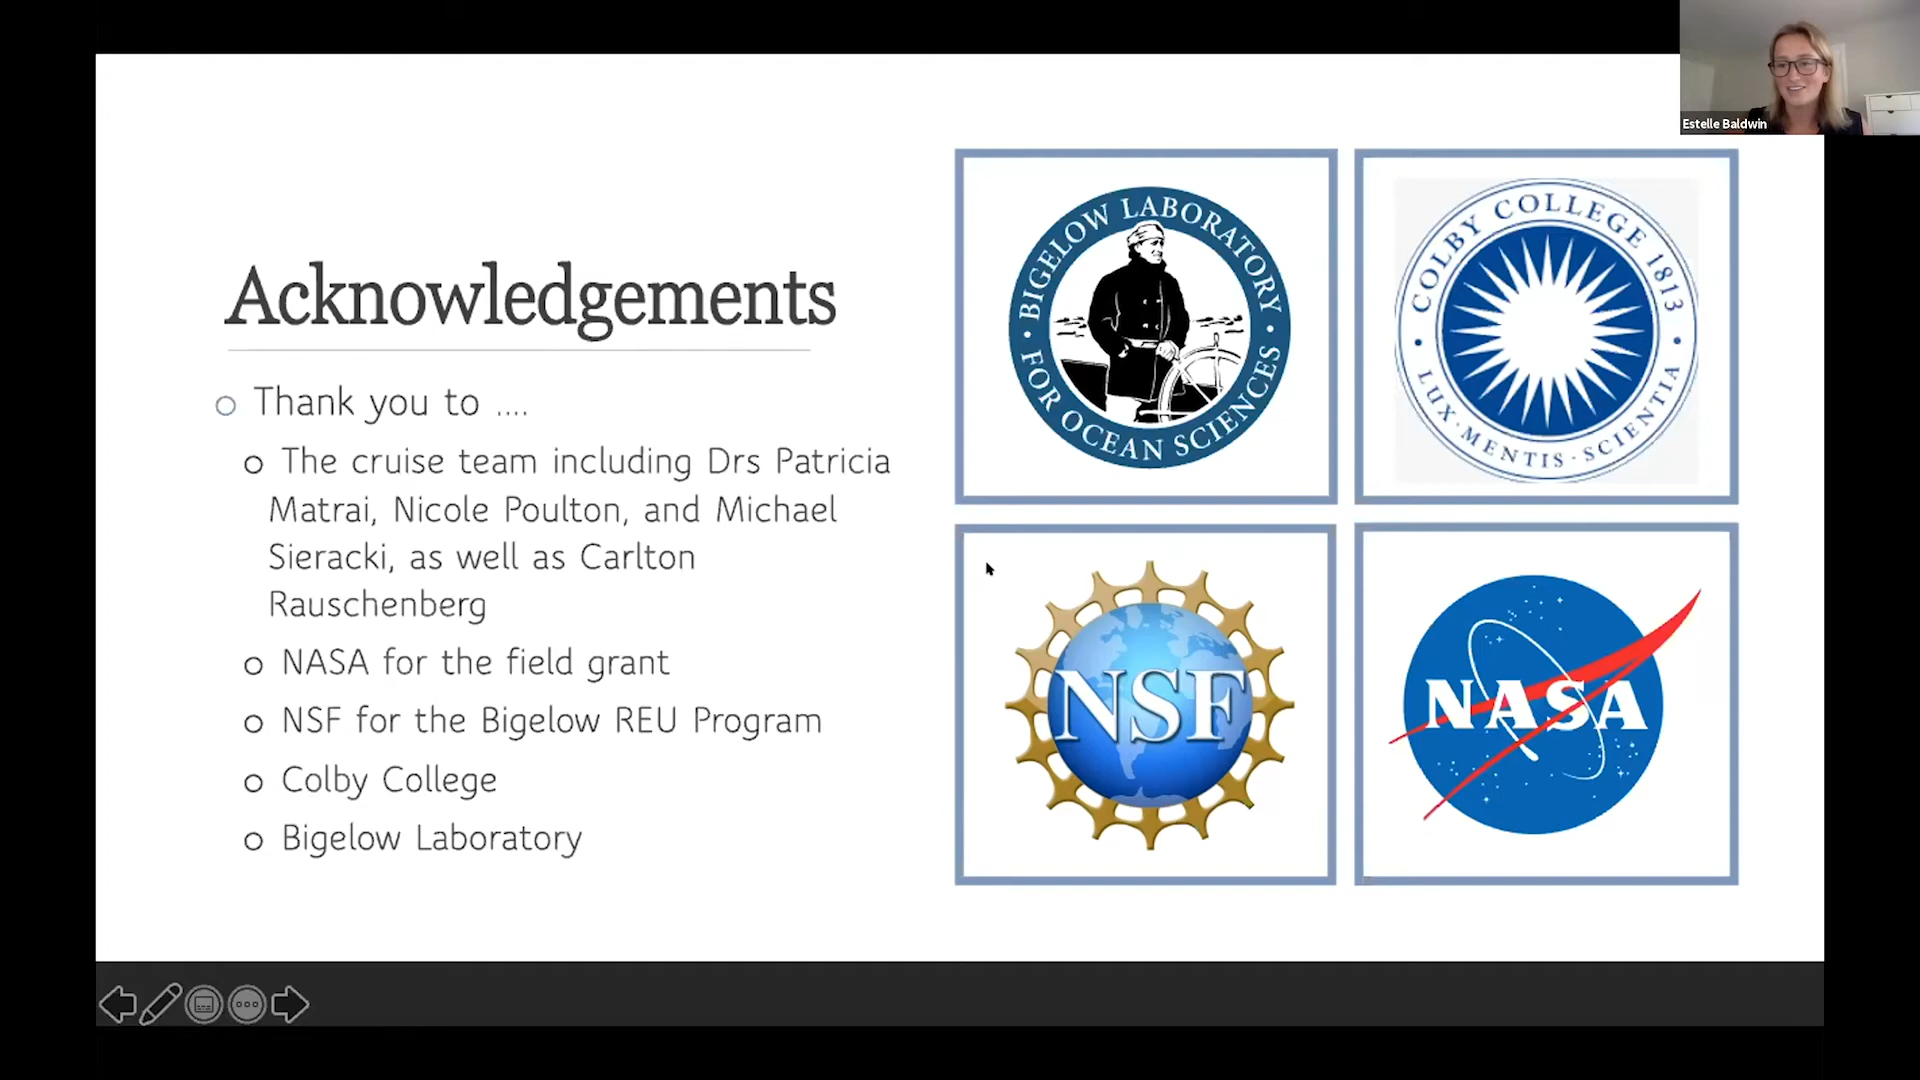 Estelle Baldwin
Acknowledgements
Thank you to ....
The cruise team including Drs Patricia
Matrai, Nicole Poulton, and Michael
Sieracki, as well as Carlton
Rauschenberg
NASA for the field grant
NSF for the Bigelow REU Program
Colby College
Bigelow Laboratory
• BIGELOW LABORATORY •
FOR OCEAN SCIENCES
• COLBY COLLEGE 1813 •
LUX · MENTIS · SCIENTIA
NSF
NASA